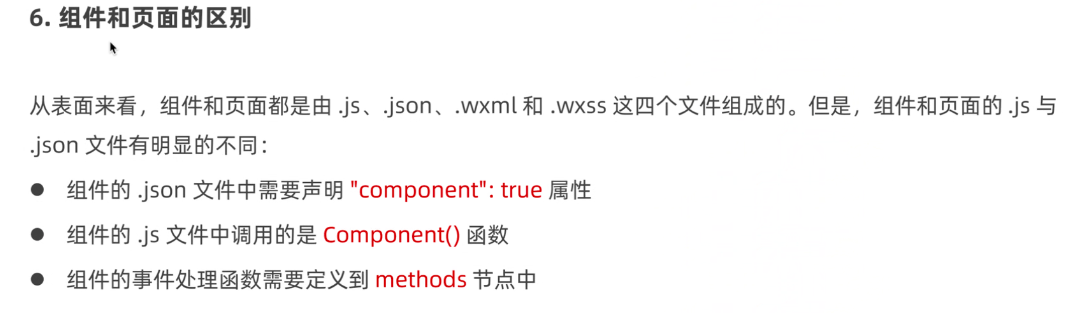 6. 组件和页面的区别
从表面来看，组件和页面都是由 .js、.json、.wxml 和 .wxss 这四个文件组成的。但是，组件和页面的 .js 与
.json 文件有明显的不同：
● 组件的 .json 文件中需要声明 "component": true 属性
● 组件的 .js 文件中调用的是 Component() 函数
● 组件的事件处理函数需要定义到 methods 节点中